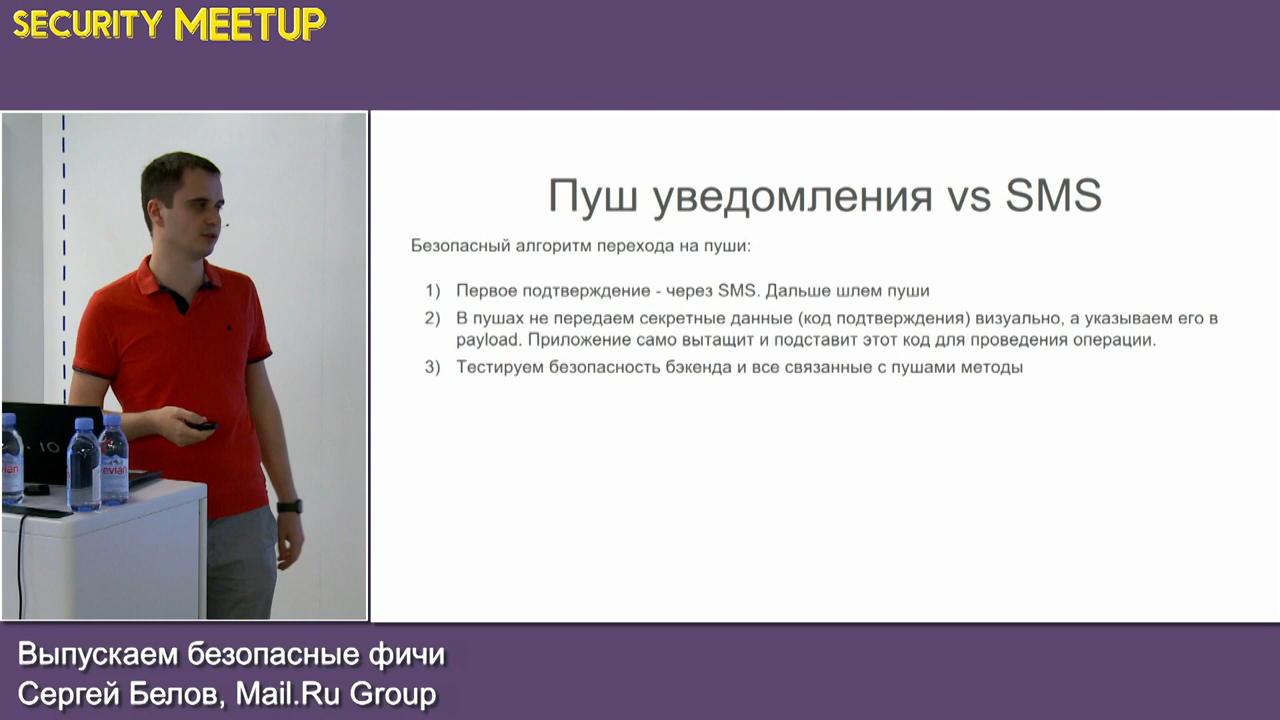 SECURITY MEETUP
Пуш уведомления vs SMS
Безопасный алгоритм перехода на пуши:
1) Первое подтверждение - через SMS. Дальше шлем пуши
2) В пушах не передаем секретные данные (код подтверждения) визуально, а указываем его в
payload. Приложение само вытащит и подставит этот код для проведения операции.
3) Тестируем безопасность бэкенда и все связанные с пушами методы
evian
evian
Выпускаем безопасные фичи
Сергей Белов, Mail.Ru Group